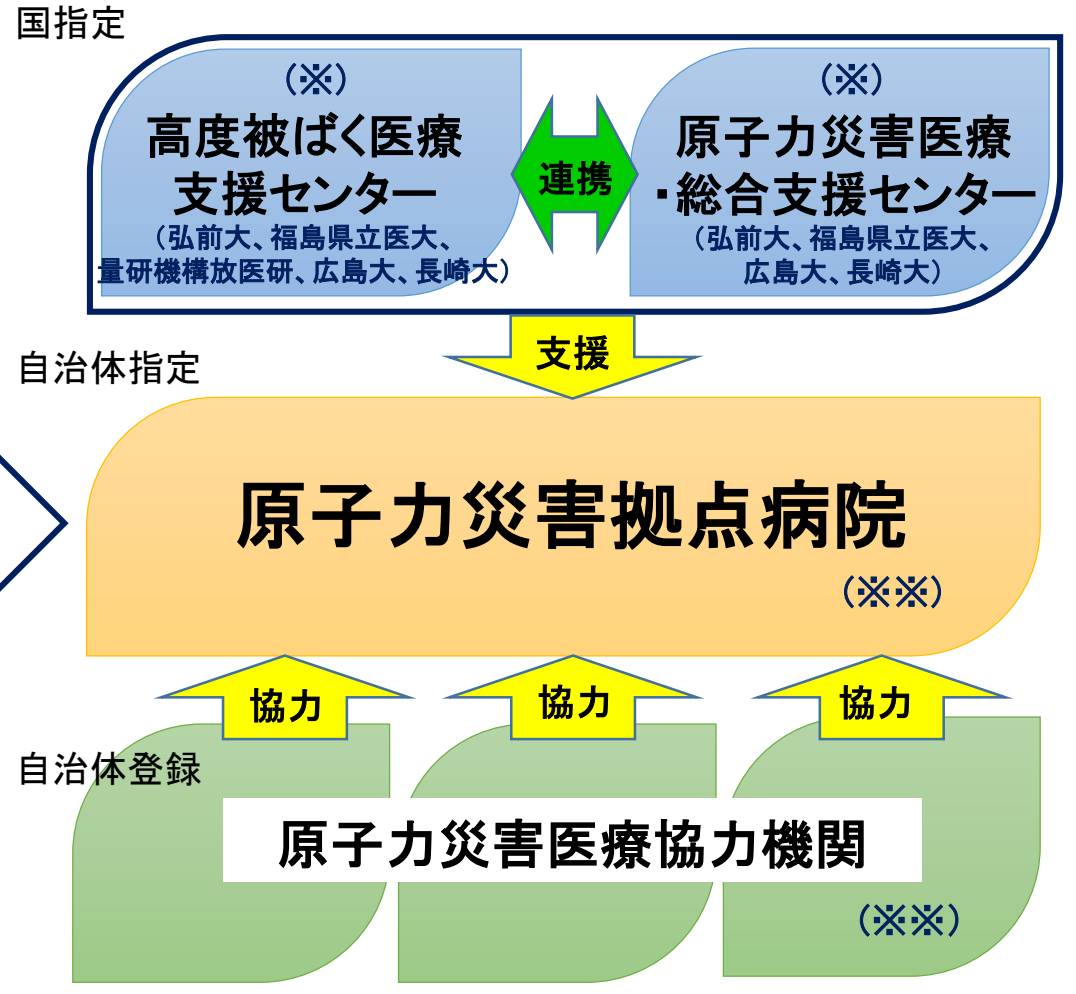 国指定
(※)
高度被ばく医療
支援センター
(弘前大、福島県立医大、
量研機構放医研、広島大、長崎大)
連携
(※)
原子力災害医療
・総合支援センター
(弘前大、福島県立医大、
広島大、長崎大)
支援
自治体指定
原子力災害拠点病院
(※※)
協力
協力
協力
自治体登録
原子力災害医療協力機関
(※※)